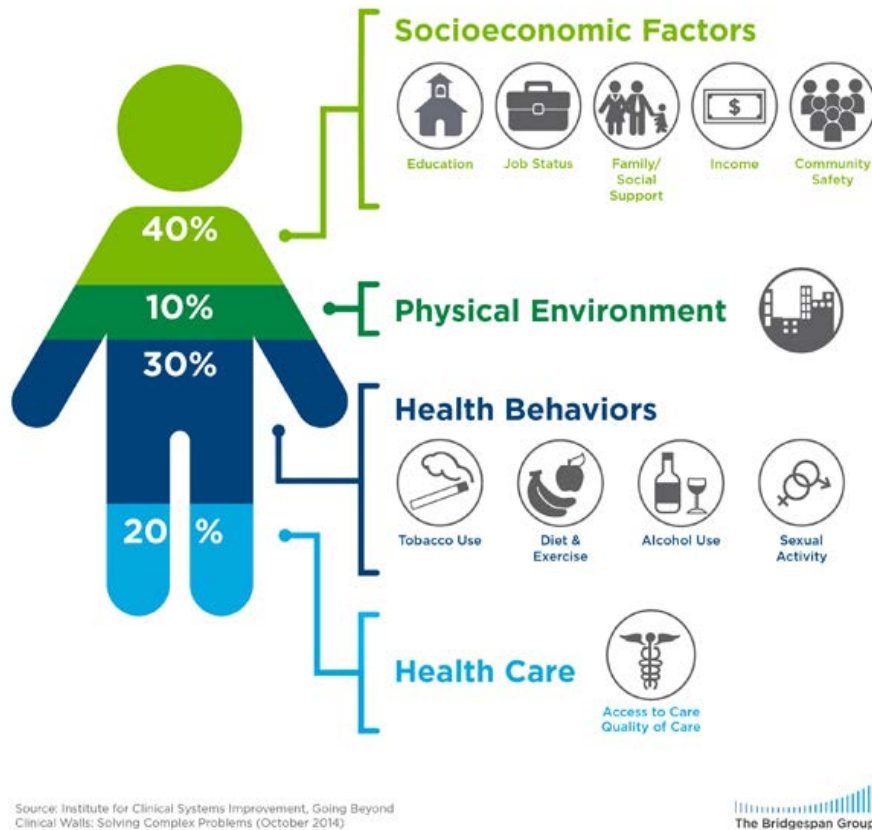 Socioeconomic Factors
$
Education
Job Status
Family/
Social
Support
Income
Community
Safety
40%
10%
Physical Environment
30%
Health Behaviors
Tobacco Use
Diet &
Exercise
Alcohol Use
Sexual
Activity
20 %
Health Care
Access to Care
Quality of Care
Source: Institute for Clinical Systems Improvement, Going Beyond
Clinical Walls: Solving Complex Problems (October 2014)
The Bridgespan Group